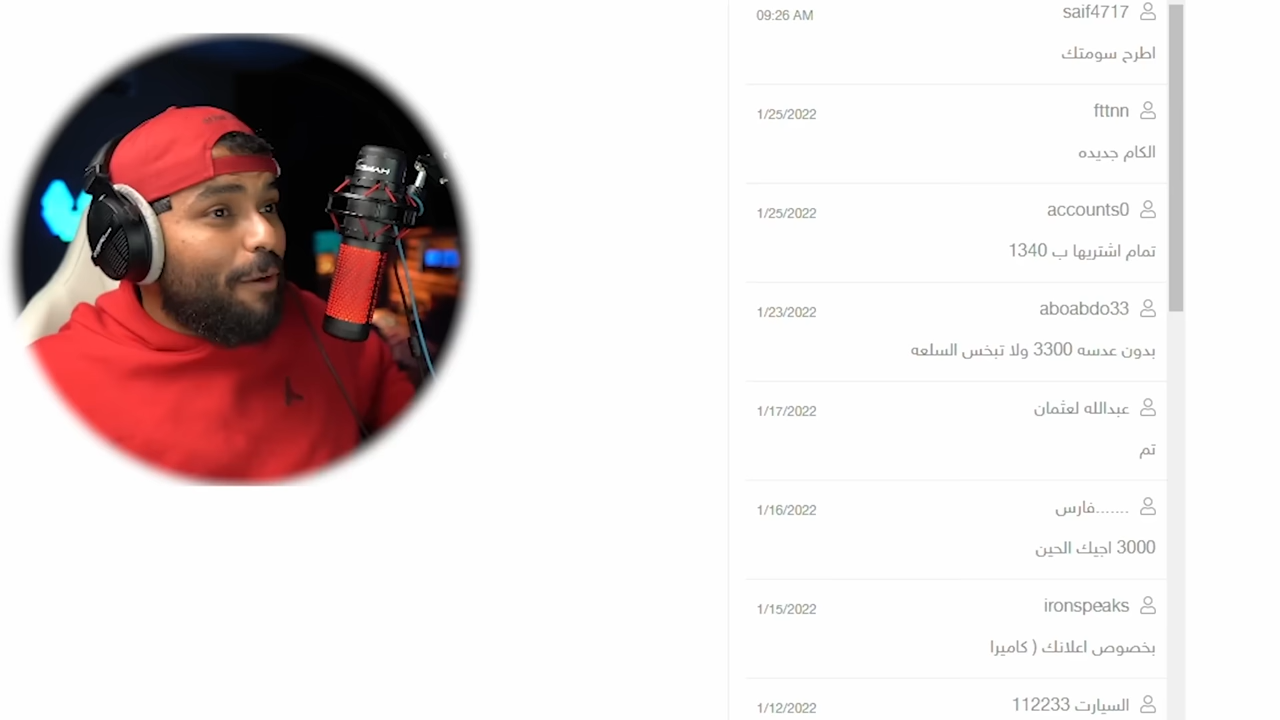 saif4717
09:26 AM
اطرح سومتك
fttnn
1/25/2022
الكام جديده
accounts0
1/25/2022
تمام اشتريها ب 1340
aboabdo33
1/23/2022
بدون عدسه 3300 ولا تبخس السلعه
عبدالله لعثمان
1/17/2022
تم
.......فارس
1/16/2022
3000 اجيك الحين
ironspeaks
1/15/2022
بخصوص اعلانك ( كاميرا
السيارت 112233
1/12/2022